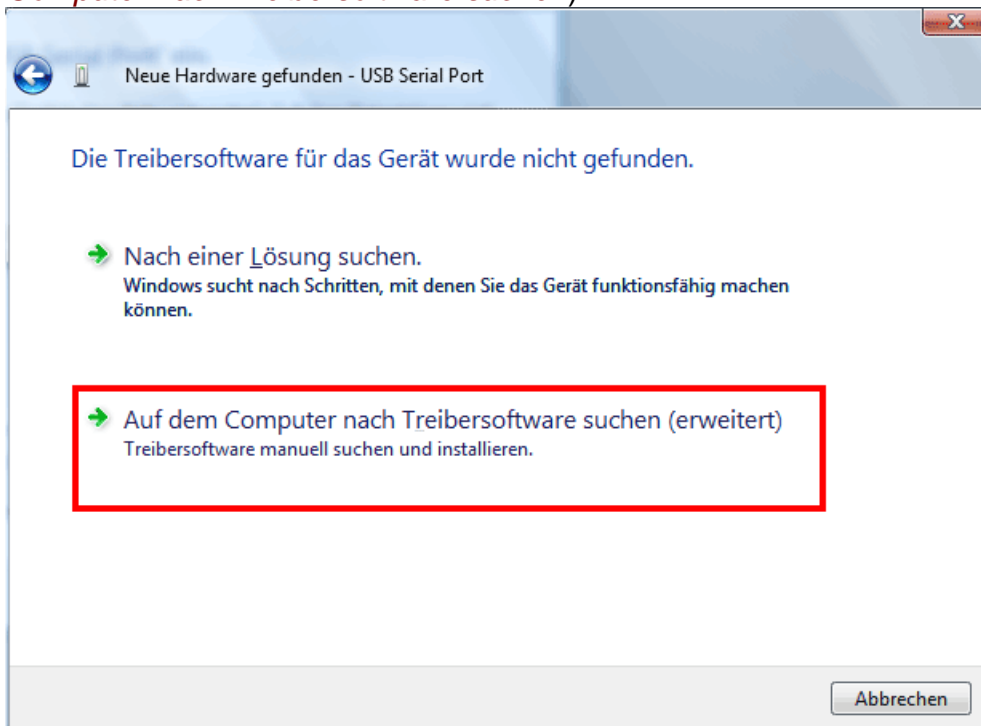 Neue Hardware gefunden - USB Serial Port
Die Treibersoftware für das Gerät wurde nicht gefunden.
Nach einer Lösung suchen.
Windows sucht nach Schritten, mit denen Sie das Gerät funktionsfähig machen
können.
Auf dem Computer nach Treibersoftware suchen (erweitert)
Treibersoftware manuell suchen und installieren.
Abbrechen